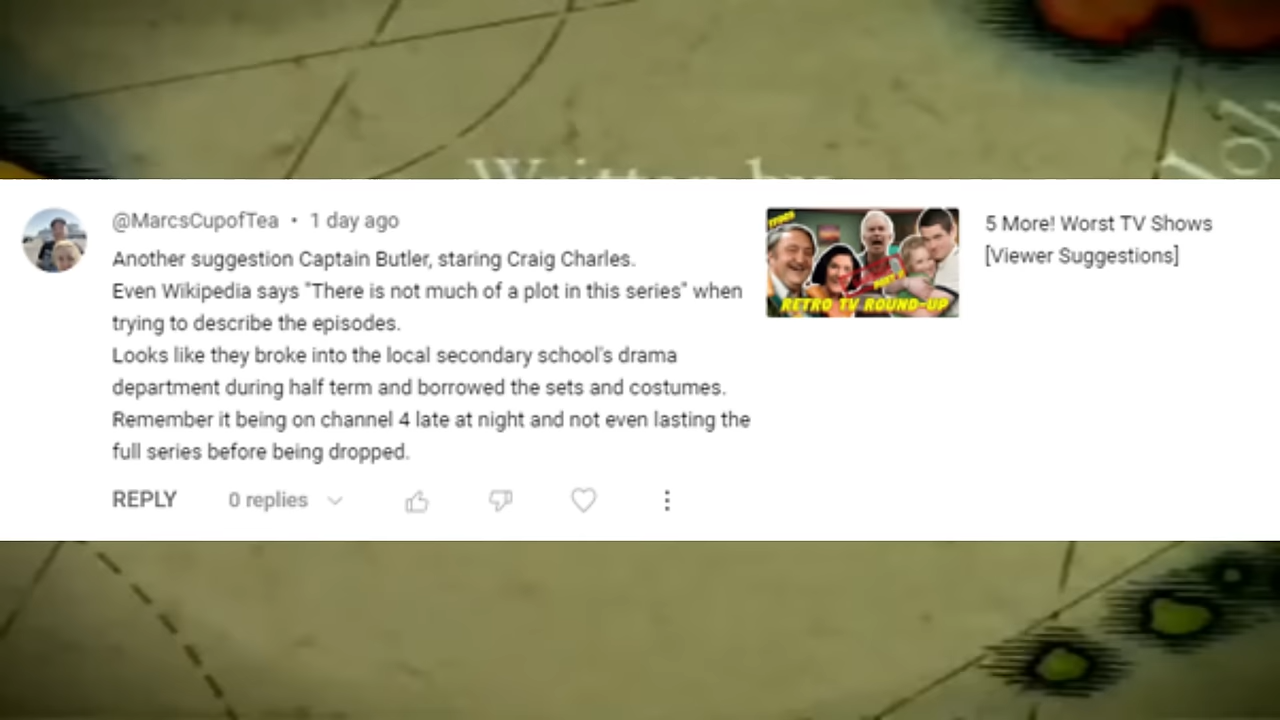 Written by
@MarcsCupofTea • 1 day ago
Another suggestion Captain Butler, staring Craig Charles.
Even Wikipedia says "There is not much of a plot in this series" when
trying to describe the episodes.
Looks like they broke into the local secondary school's drama
department during half term and borrowed the sets and costumes.
Remember it being on channel 4 late at night and not even lasting the
full series before being dropped.
REPLY 0 replies
RETRO TV ROUND-UP
5 More! Worst TV Shows
[Viewer Suggestions]